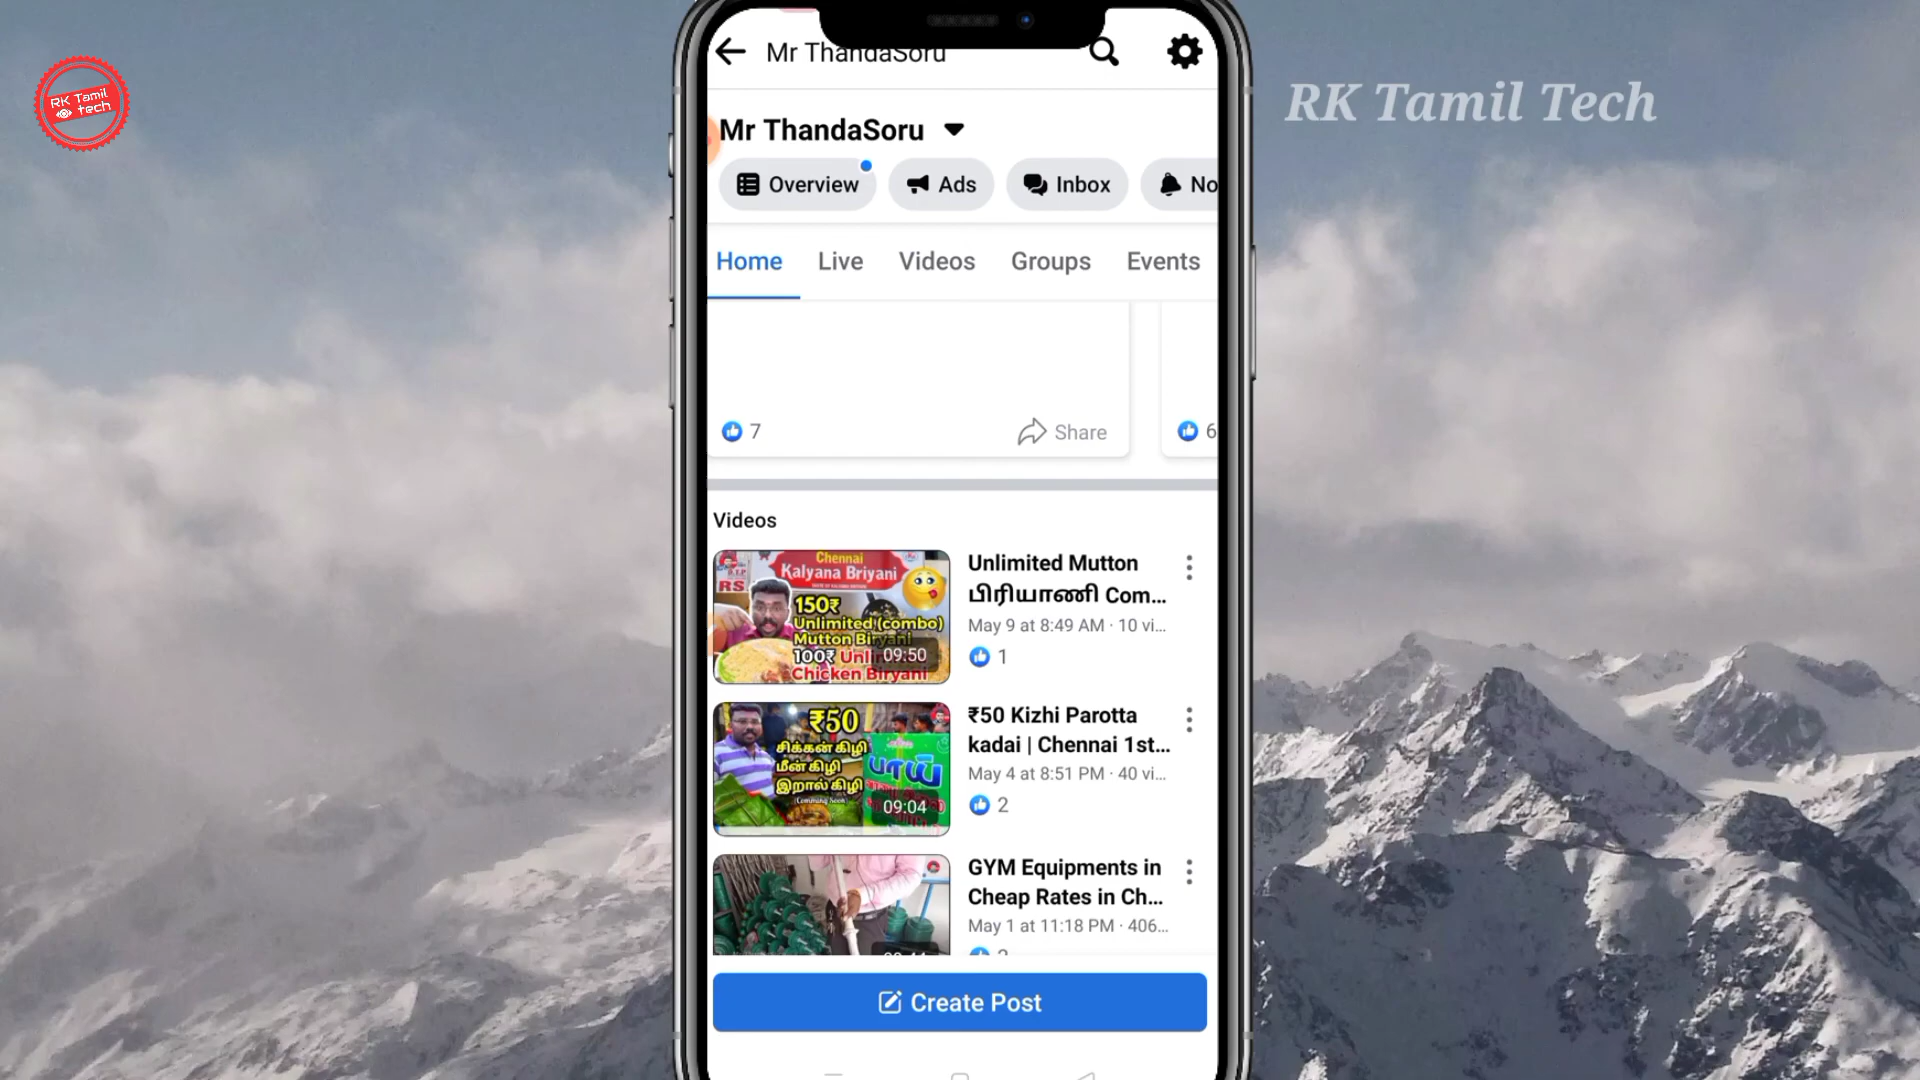 RK Tamil
tech
RK Tamil Tech
Mr ThandaSoru
Mr ThandaSoru
Overview
Ads
Inbox
No
Home
Live
Videos
Groups
Events
7
Share
6
Videos
Chennai
Kalyana Briyani
RS
150₹
Unlimited (combo)
Mutton Biryani
100₹ Unlimited
Chicken Biryani
09:50
Unlimited Mutton
பிரியாணி Com...
May 9 at 8:49 AM · 10 vi...
1
₹50
சிக்கன் கிழி
மீன் கிழி
இறால் கிழி
பாய்
09:04
₹50 Kizhi Parotta
kadai | Chennai 1st...
May 4 at 8:51 PM · 40 vi...
2
GYM Equipments in
Cheap Rates in Ch...
May 1 at 11:18 PM · 406...
Create Post